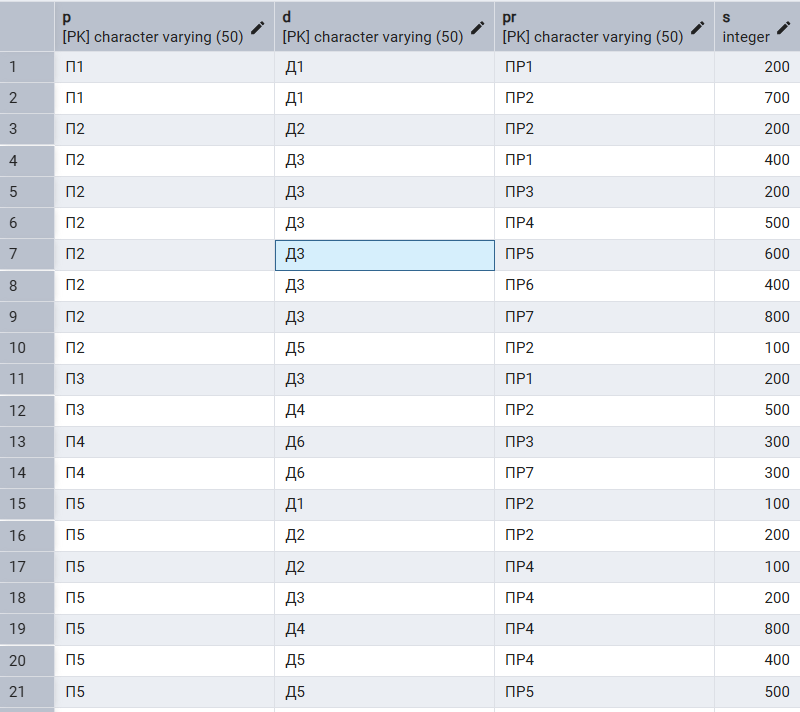 p d pr s
[PK] character varying (50) [PK] character varying (50) [PK] character varying (50) integer
1 П1 Д1 ПР1 200
2 П1 Д1 ПР2 700
3 П2 Д2 ПР2 200
4 П2 Д3 ПР1 400
5 П2 Д3 ПР3 200
6 П2 Д3 ПР4 500
7 П2 Д3 ПР5 600
8 П2 Д3 ПР6 400
9 П2 Д3 ПР7 800
10 П2 Д5 ПР2 100
11 П3 Д3 ПР1 200
12 П3 Д4 ПР2 500
13 П4 Д6 ПР3 300
14 П4 Д6 ПР7 300
15 П5 Д1 ПР2 100
16 П5 Д2 ПР2 200
17 П5 Д2 ПР4 100
18 П5 Д3 ПР4 200
19 П5 Д4 ПР4 800
20 П5 Д5 ПР4 400
21 П5 Д5 ПР5 500